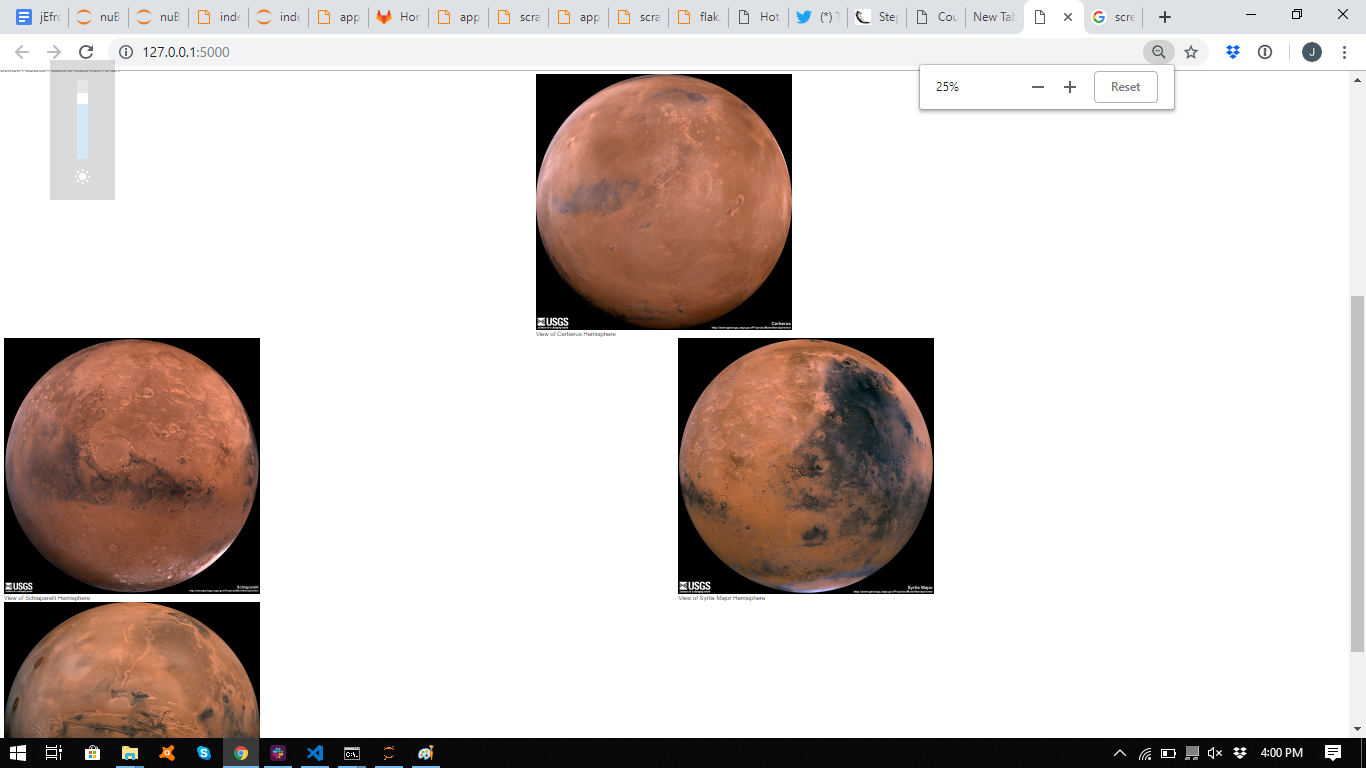 jEfro
nuB
nuB
inde
inde
app
Hor
app
scra
app
scra
flak
Hot
(*) T
Step
Cou
New Tab
scre
127.0.0.1:5000
J
25%
Reset
USGS
Cerberus
View of Cerberus Hemisphere
USGS
Schiaparelli
View of Schiaparelli Hemisphere
USGS
Syrtis Major
View of Syrtis Major Hemisphere
4:00 PM